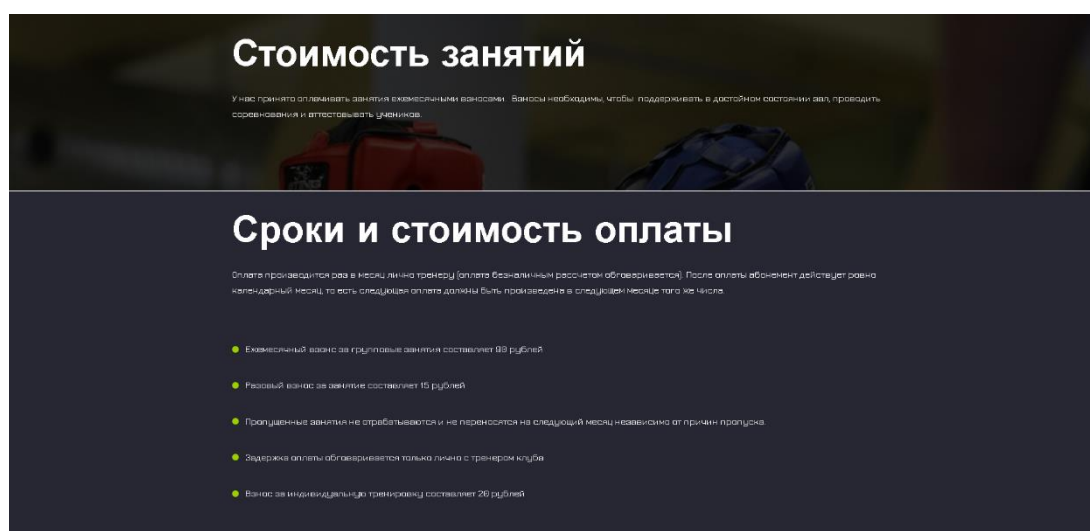 Стоимость занятий
У нас принято оплачивать занятия ежемесячными взносами. Взносы необходимы, чтобы поддерживать в достойном состоянии зал, проводить
соревнования и аттестовывать учеников.
Сроки и стоимость оплаты
Оплата производится раз в месяц лично тренеру (оплата безналичным рассчетом обговаривается). После оплаты абонемент действует ровно
календарный месяц, то есть следующая оплата должны быть произведена в следующем месяце того же числа.
Ежемесячный взонс за групповые занятия составляет рублей
Разовый взнос за занятие составляет 15 рублей
Пропущенные занятия не отрабатываются и не переносятся на следующий месяц независимо от причин пропуска.
Задержка оплаты обговаривается только лично с тренером клуба
Взнос за индивидуальную тренировку составляет 20 рублей